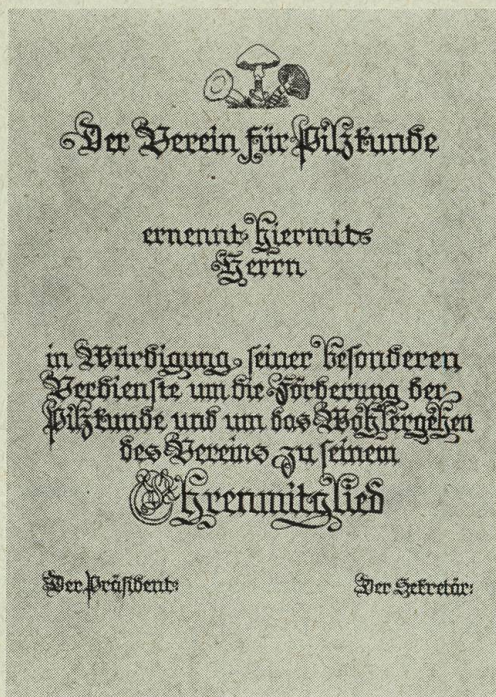 Der Verein für Pilzkunde
ernennt hiermit
Herrn
in Würdigung seiner besonderen
Verdienste um die Förderung der
Pilzkunde und um das Wohlergehen
des Vereins zu seinem
Ehrenmitglied
Der Präsident:
Der Sekretär: